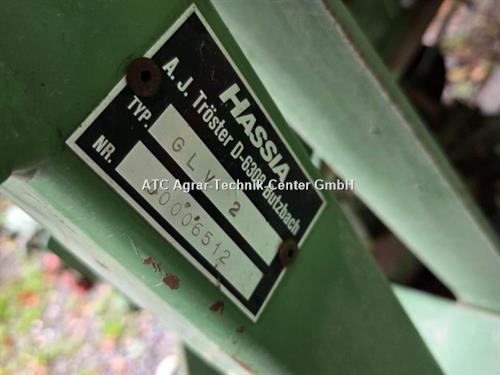 HASSIA
A. J. Tröster D-6308 Butzbach
TYP. GLV 2
NR. 00006512
ATC Agrar-Technik Center GmbH